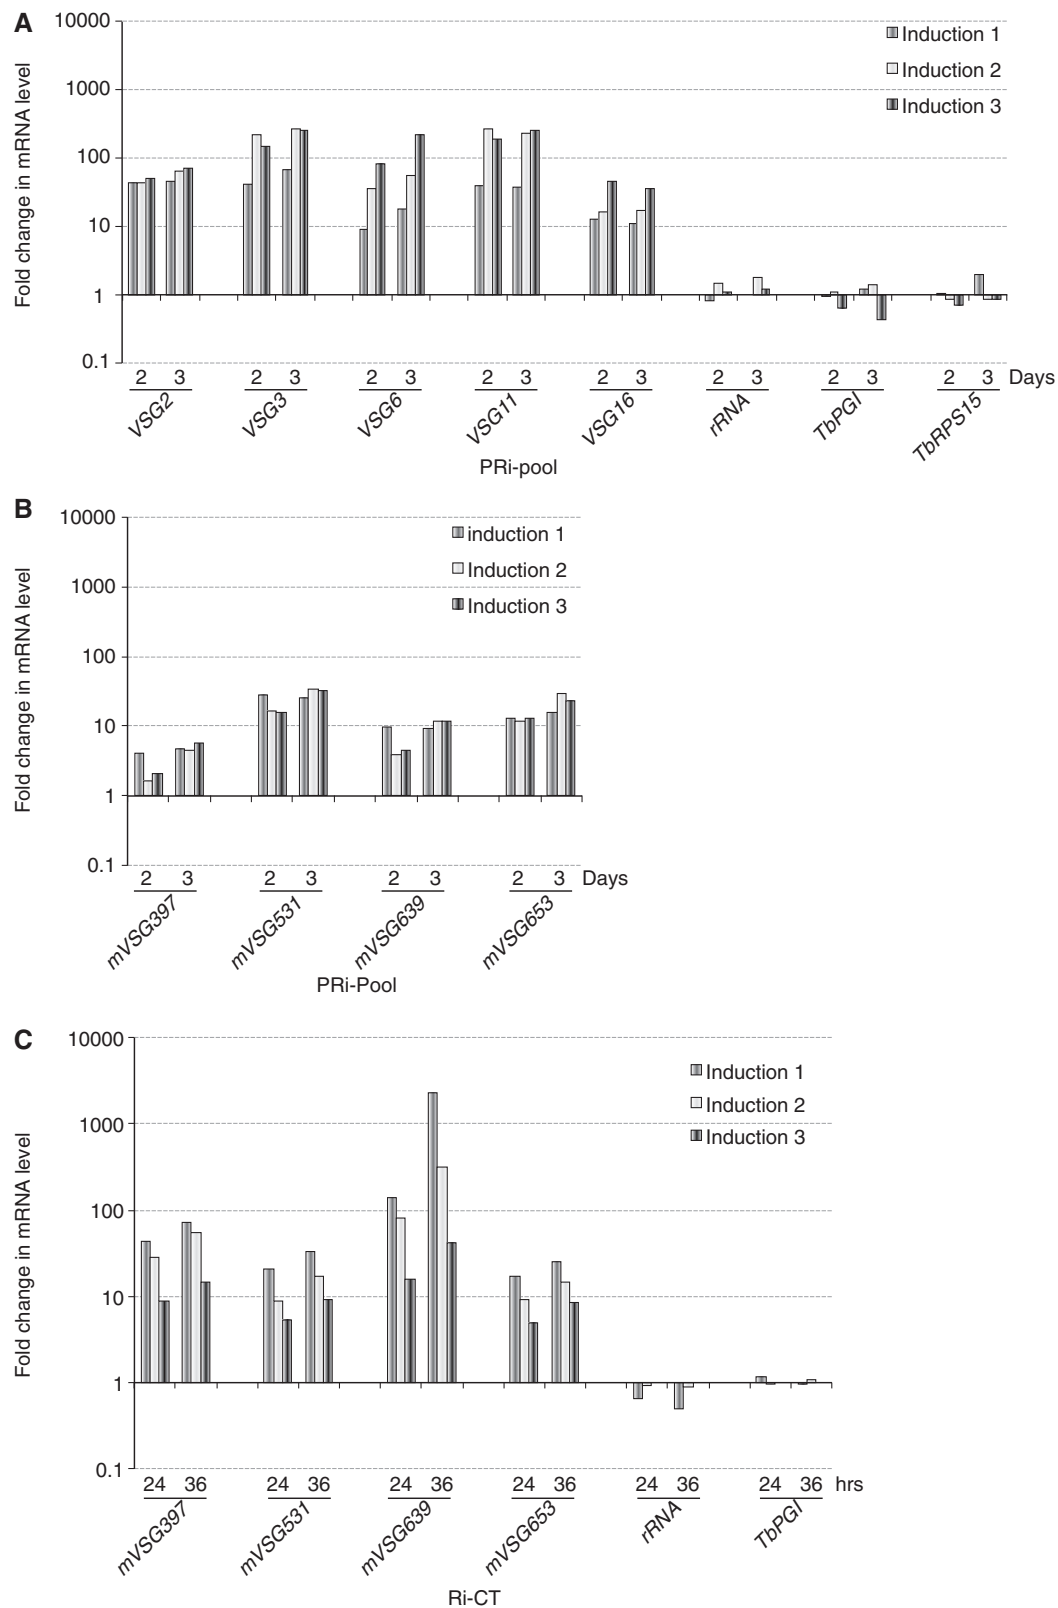 A
10000
1000
100
10
1
0.1
Fold change in mRNA level
Induction 1
Induction 2
Induction 3
2 3 2 3 2 3 2 3 2 3 2 3 2 3 2 3 Days
VSG2 VSG3 VSG6 VSG11 VSG16 rRNA TbPGI TbRPS15
PRi-pool
B
10000
1000
100
10
1
0.1
Fold change in mRNA level
induction 1
Induction 2
Induction 3
2 3 2 3 2 3 2 3 Days
mVSG397 mVSG531 mVSG639 mVSG653
PRi-Pool
C
10000
1000
100
10
1
0.1
Fold change in mRNA level
Induction 1
Induction 2
Induction 3
24 36 24 36 24 36 24 36 24 36 24 36 hrs
mVSG397 mVSG531 mVSG639 mVSG653 rRNA TbPGI
Ri-CT